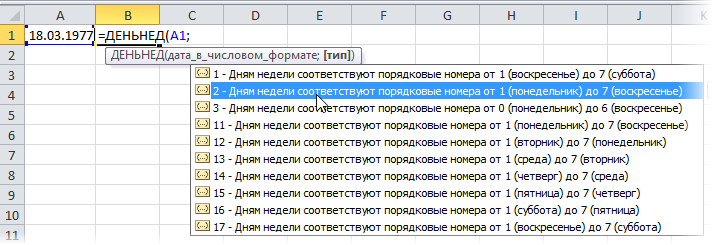 A B C D E F G H I J K
1 18.03.1977 =ДЕНЬНЕД(A1;
2 ДЕНЬНЕД(дата_в_числовом_формате; [тип])
3 1 - Дням недели соответствуют порядковые номера от 1 (воскресенье) до 7 (суббота)
2 - Дням недели соответствуют порядковые номера от 1 (понедельник) до 7 (воскресенье)
4 3 - Дням недели соответствуют порядковые номера от 0 (понедельник) до 6 (воскресенье)
5 11 - Дням недели соответствуют порядковые номера от 1 (понедельник) до 7 (воскресенье)
6 12 - Дням недели соответствуют порядковые номера от 1 (вторник) до 7 (понедельник)
7 13 - Дням недели соответствуют порядковые номера от 1 (среда) до 7 (вторник)
8 14 - Дням недели соответствуют порядковые номера от 1 (четверг) до 7 (среда)
9 15 - Дням недели соответствуют порядковые номера от 1 (пятница) до 7 (четверг)
10 16 - Дням недели соответствуют порядковые номера от 1 (суббота) до 7 (пятница)
11 17 - Дням недели соответствуют порядковые номера от 1 (воскресенье) до 7 (суббота)